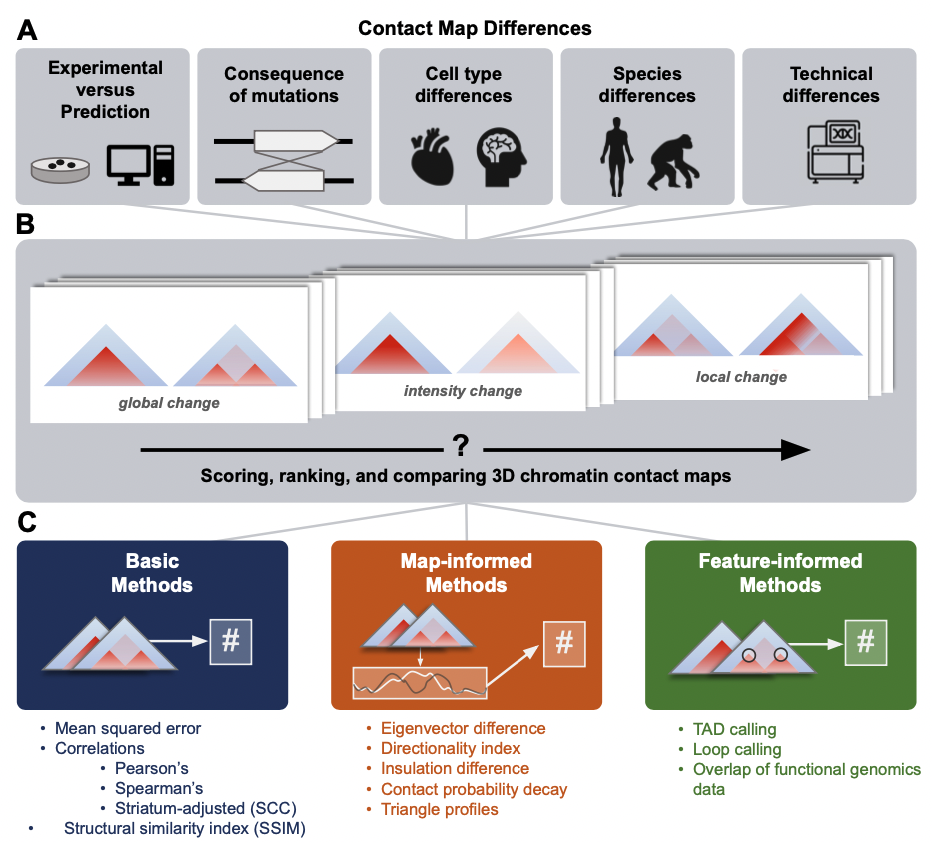 A
Contact Map Differences
Experimental
versus
Prediction
Consequence
of mutations
Cell type
differences
Species
differences
Technical
differences
B
global change
intensity change
local change
?
Scoring, ranking, and comparing 3D chromatin contact maps
C
Basic
Methods
#
• Mean squared error
• Correlations
• Pearson's
• Spearman's
• Striatum-adjusted (SCC)
• Structural similarity index (SSIM)
Map-informed
Methods
#
• Eigenvector difference
• Directionality index
• Insulation difference
• Contact probability decay
• Triangle profiles
Feature-informed
Methods
#
• TAD calling
• Loop calling
• Overlap of functional genomics
data